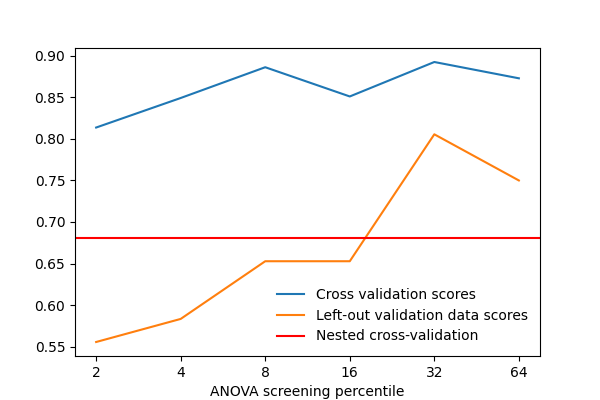 0.90
0.85
0.80
0.75
0.70
0.65
0.60
0.55
Cross validation scores
Left-out validation data scores
Nested cross-validation
2 4 8 16 32 64
ANOVA screening percentile